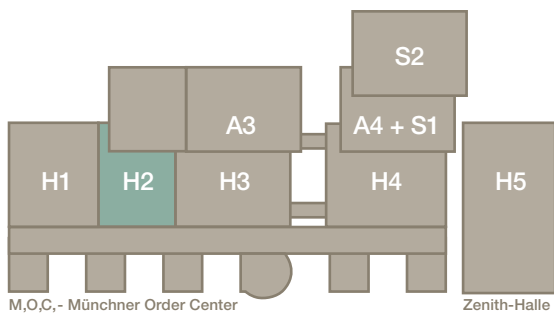 S2
A3
A4 + S1
H1
H2
H3
H4
H5
M,O,C,- Münchner Order Center
Zenith-Halle